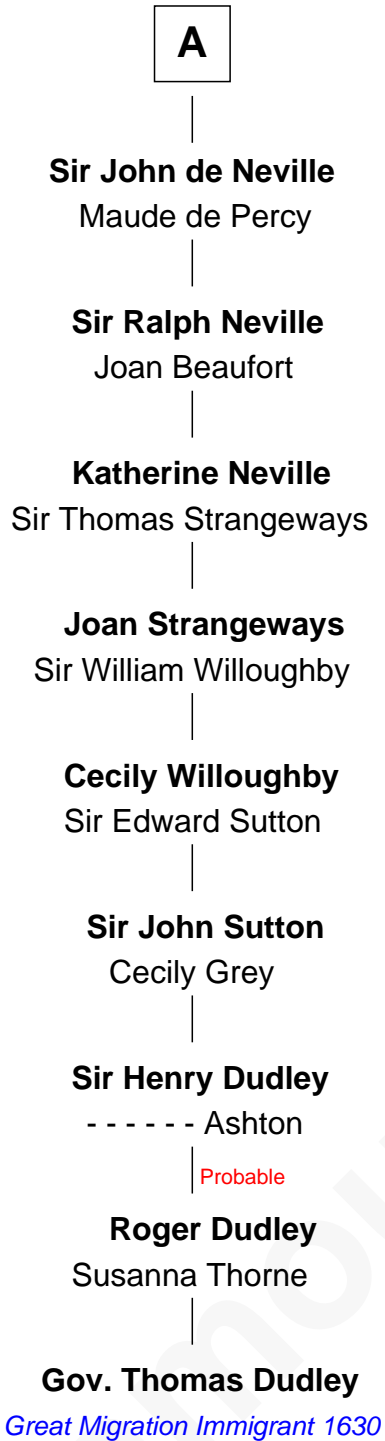 A
Sir John de Neville
Maude de Percy
Sir Ralph Neville
Joan Beaufort
Katherine Neville
Sir Thomas Strangeways
Joan Strangeways
Sir William Willoughby
Cecily Willoughby
Sir Edward Sutton
Sir John Sutton
Cecily Grey
Sir Henry Dudley
- - - - - - Ashton
Probable
Roger Dudley
Susanna Thorne
Gov. Thomas Dudley
Great Migration Immigrant 1630